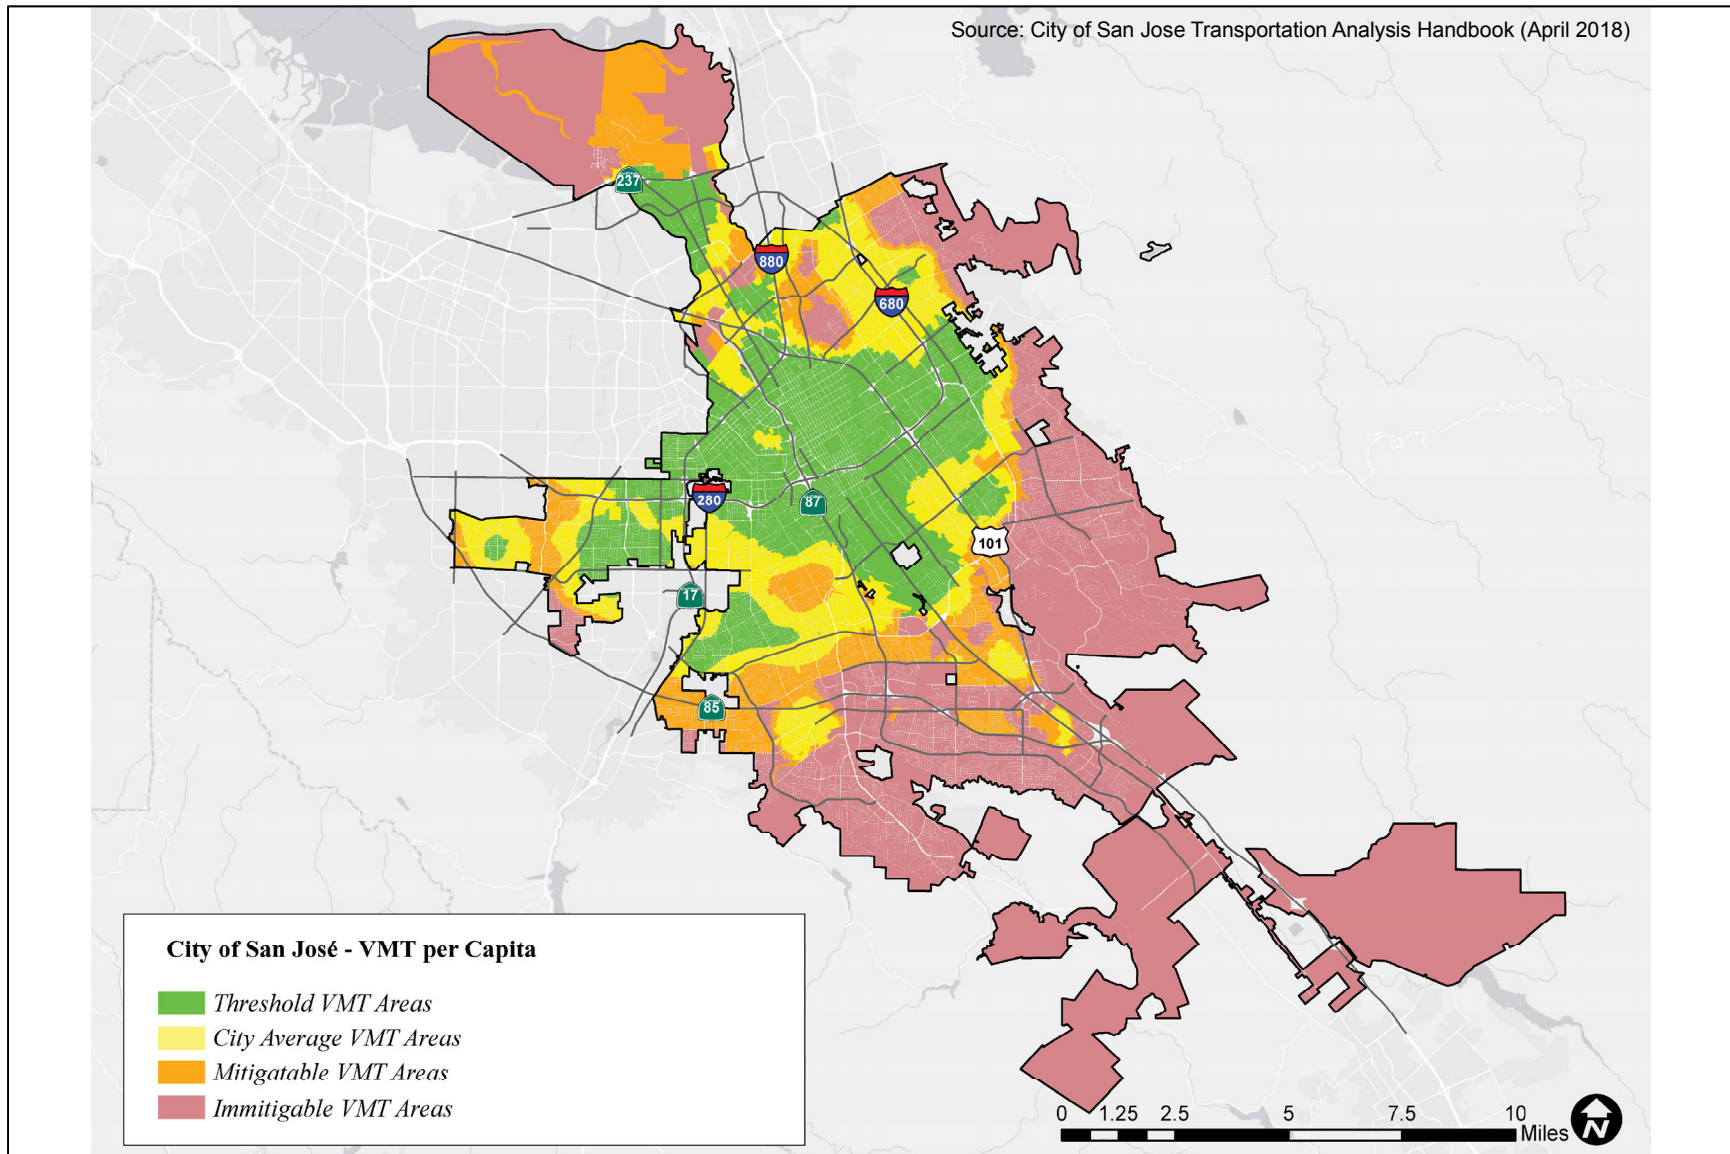 Source: City of San Jose Transportation Analysis Handbook (April 2018)
237
880
680
280
87
101
17
85
City of San José - VMT per Capita
Threshold VMT Areas
City Average VMT Areas
Mitigatable VMT Areas
Immitigable VMT Areas
0 1.25 2.5 5 7.5 10
Miles
N